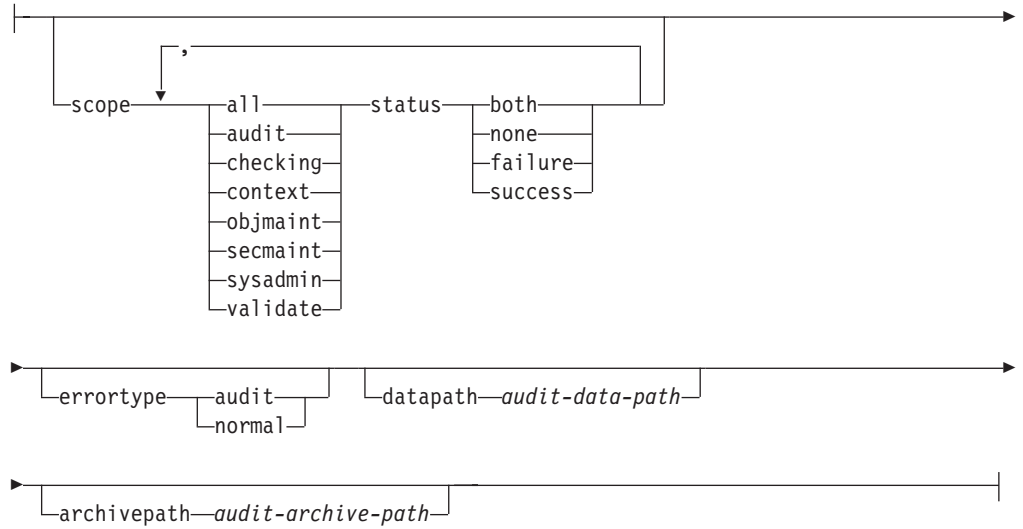 ,
scope all status both
audit none
checking failure
context success
objmaint
secmaint
sysadmin
validate
errortype audit datapath audit-data-path
normal
archivepath audit-archive-path